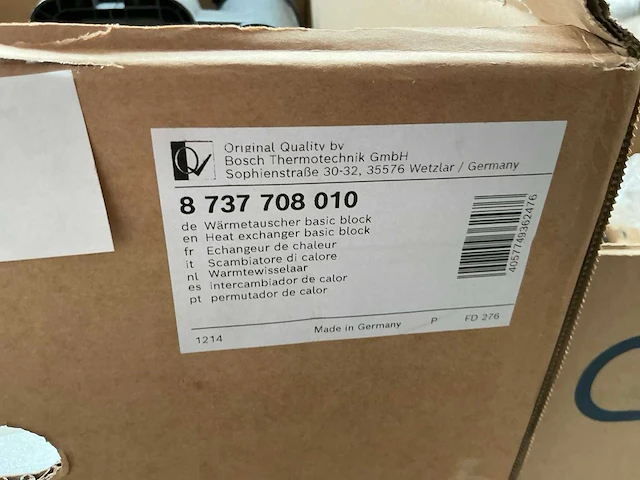 QV
Original Quality by
Bosch Thermotechnik GmbH
Sophienstraße 30-32, 35576 Wetzlar / Germany
8 737 708 010
de Wärmetauscher basic block
en Heat exchanger basic block
fr Echangeur de chaleur
it Scambiatore di calore
nl Warmtewisselaar
es intercambiador de calor
pt permutador de calor
4057749362476
1214 Made in Germany P FD 276